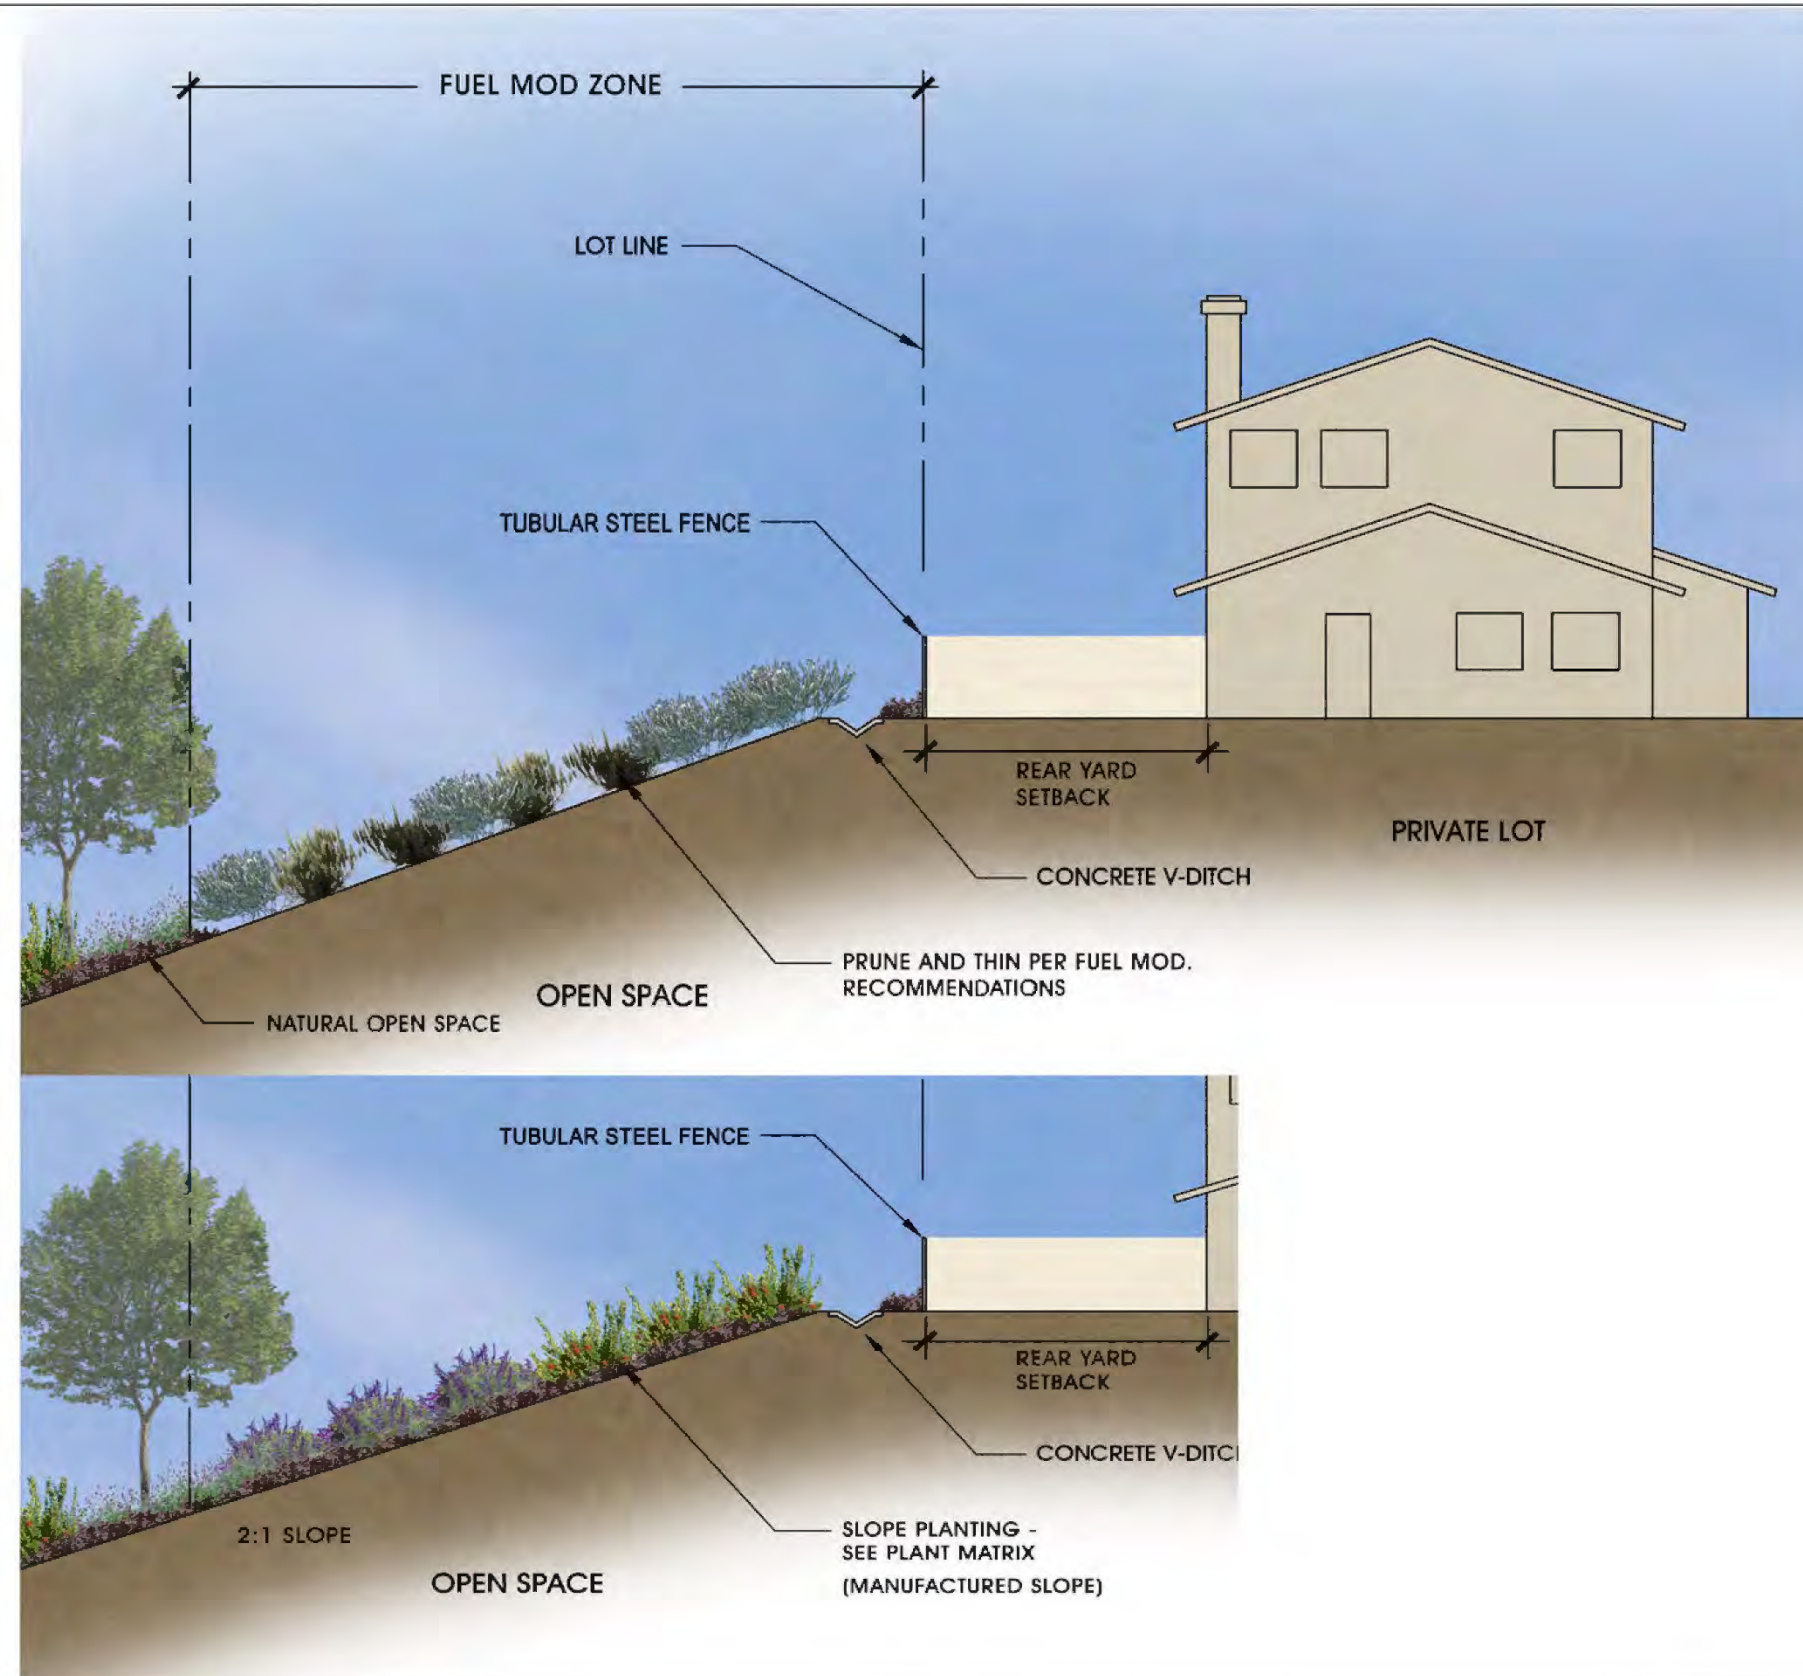 FUEL MOD ZONE
LOT LINE
TUBULAR STEEL FENCE
REAR YARD
SETBACK
PRIVATE LOT
CONCRETE V-DITCH
PRUNE AND THIN PER FUEL MOD.
RECOMMENDATIONS
OPEN SPACE
NATURAL OPEN SPACE
TUBULAR STEEL FENCE
REAR YARD
SETBACK
CONCRETE V-DITC
SLOPE PLANTING -
SEE PLANT MATRIX
(MANUFACTURED SLOPE)
2:1 SLOPE
OPEN SPACE